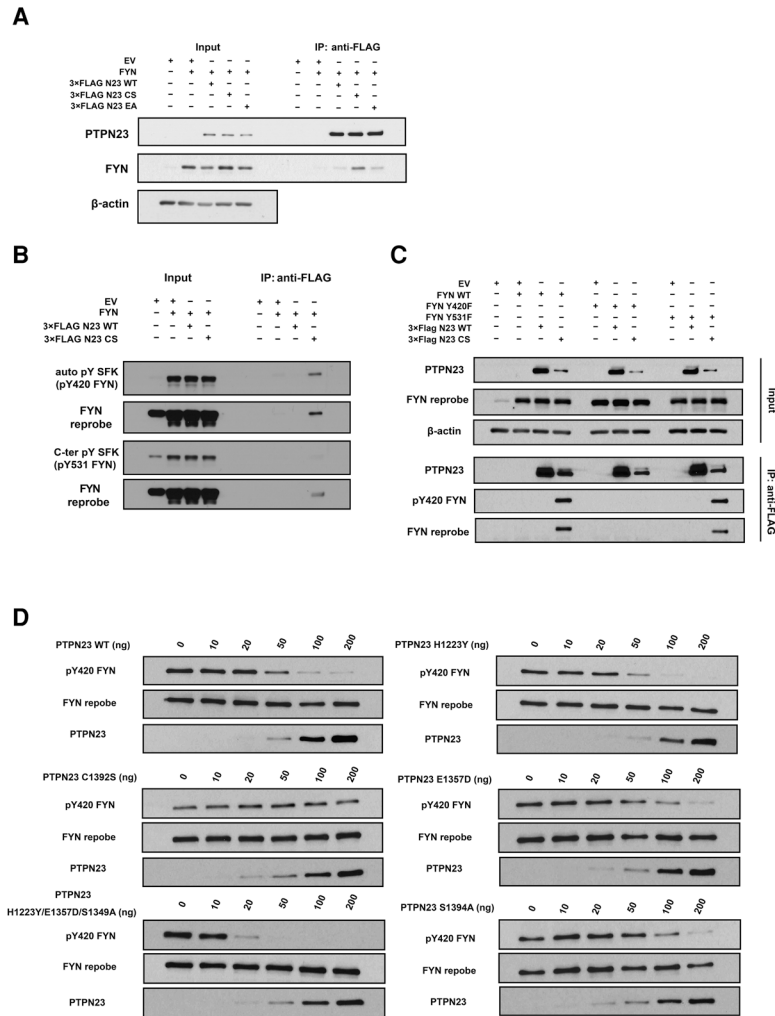 A
Input IP: anti-FLAG
EV + + - - - + + - - -
FYN - + + + + - + + + +
3×FLAG N23 WT - - + - - - - + - -
3×FLAG N23 CS - - - + - - - - + -
3×FLAG N23 EA - - - - + - - - - +
PTPN23
FYN
β-actin
B
Input IP: anti-FLAG
EV + + - - + + - -
FYN - + + + - + + +
3×FLAG N23 WT - - + - - - + -
3×FLAG N23 CS - - - + - - - +
auto pY SFK
(pY420 FYN)
FYN
reprobe
C-ter pY SFK
(pY531 FYN)
FYN
reprobe
C
EV + + - - + - - + - -
FYN WT - + + + - - - - - -
FYN Y420F - - - - + + + - - -
FYN Y531F - - - - - - - + + +
3×Flag N23 WT - - + - - + - - + -
3×Flag N23 CS - - - + - - + - - +
PTPN23
FYN reprobe
β-actin
Input
PTPN23
pY420 FYN
FYN reprobe
IP: anti-FLAG
D
PTPN23 WT (ng) 0 10 20 50 100 200
pY420 FYN
FYN repobe
PTPN23
PTPN23 C1392S (ng) 0 10 20 50 100 200
pY420 FYN
FYN repobe
PTPN23
PTPN23
H1223Y/E1357D/S1349A (ng) 0 10 20 50 100 200
pY420 FYN
FYN repobe
PTPN23
PTPN23 H1223Y (ng) 0 10 20 50 100 200
pY420 FYN
FYN repobe
PTPN23
PTPN23 E1357D (ng) 0 10 20 50 100 200
pY420 FYN
FYN repobe
PTPN23
PTPN23 S1394A (ng) 0 10 20 50 100 200
pY420 FYN
FYN repobe
PTPN23